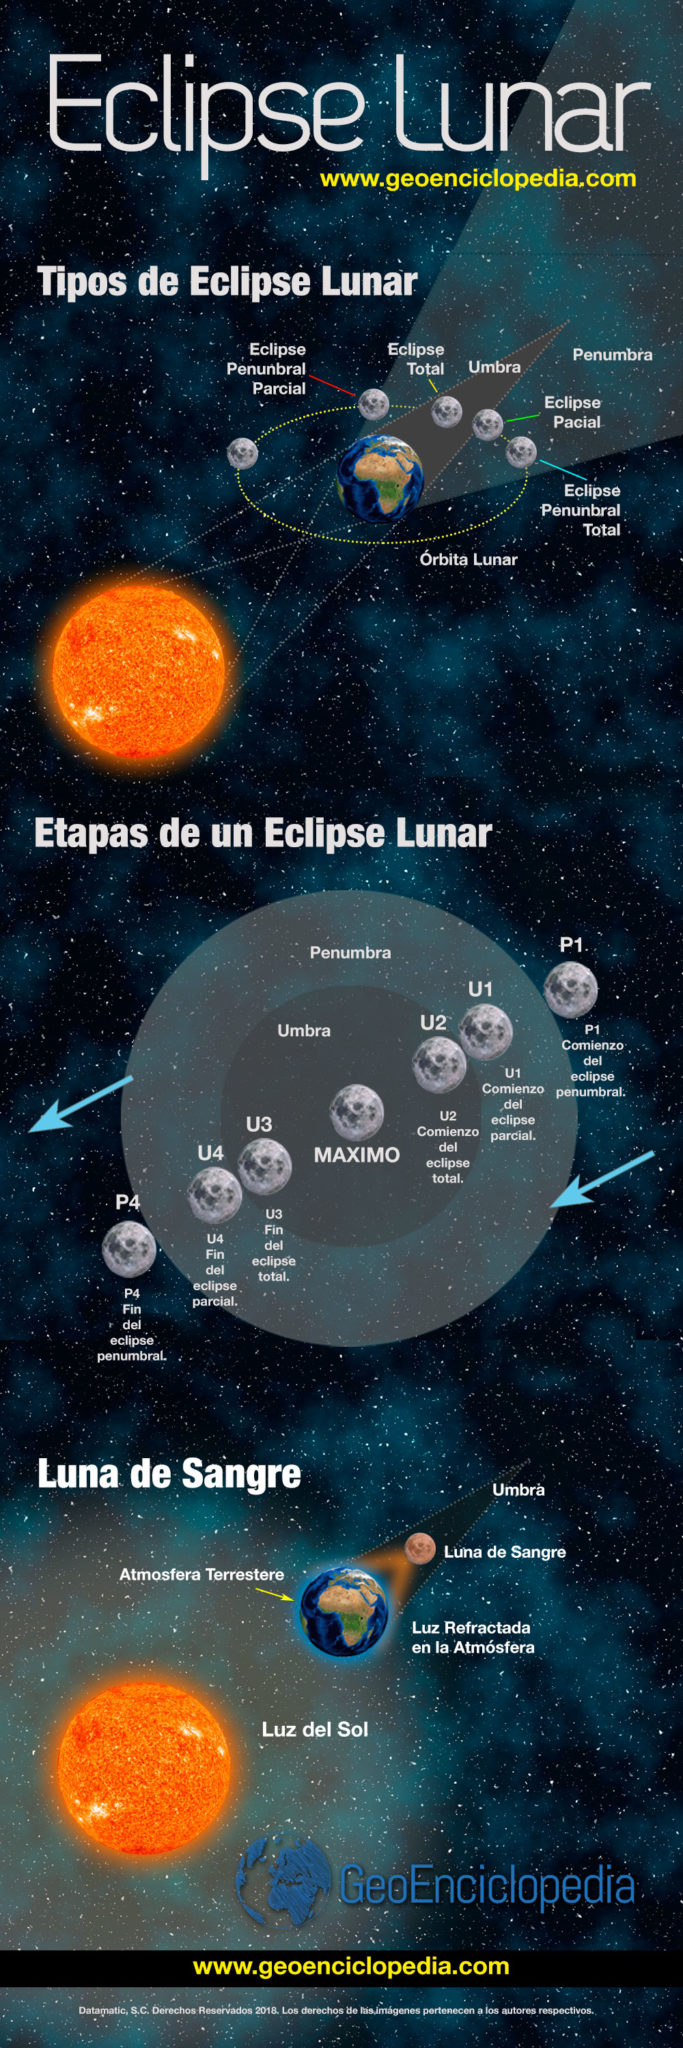 Eclipse Lunar
www.geoenciclopedia.com
Tipos de Eclipse Lunar
Eclipse
Penunbral
Parcial
Eclipse
Total
Umbra
Penumbra
Eclipse
Pacial
Eclipse
Penunbral
Total
Órbita Lunar
Etapas de un Eclipse Lunar
Penumbra
Umbra
P1
P1
Comienzo
del
eclipse
penumbral.
U1
U1
Comienzo
del
eclipse
parcial.
U2
U2
Comienzo
del
eclipse
total.
MAXIMO
U3
U3
Fin
del
eclipse
total.
U4
U4
Fin
del
eclipse
parcial.
P4
P4
Fin
del
eclipse
penumbral.
Luna de Sangre
Umbra
Luna de Sangre
Atmosfera Terrestere
Luz Refractada
en la Atmósfera
Luz del Sol
GeoEnciclopedia
www.geoenciclopedia.com
Datamatic, S.C. Derechos Reservados 2018. Los derechos de las imágenes pertenecen a los autores respectivos.